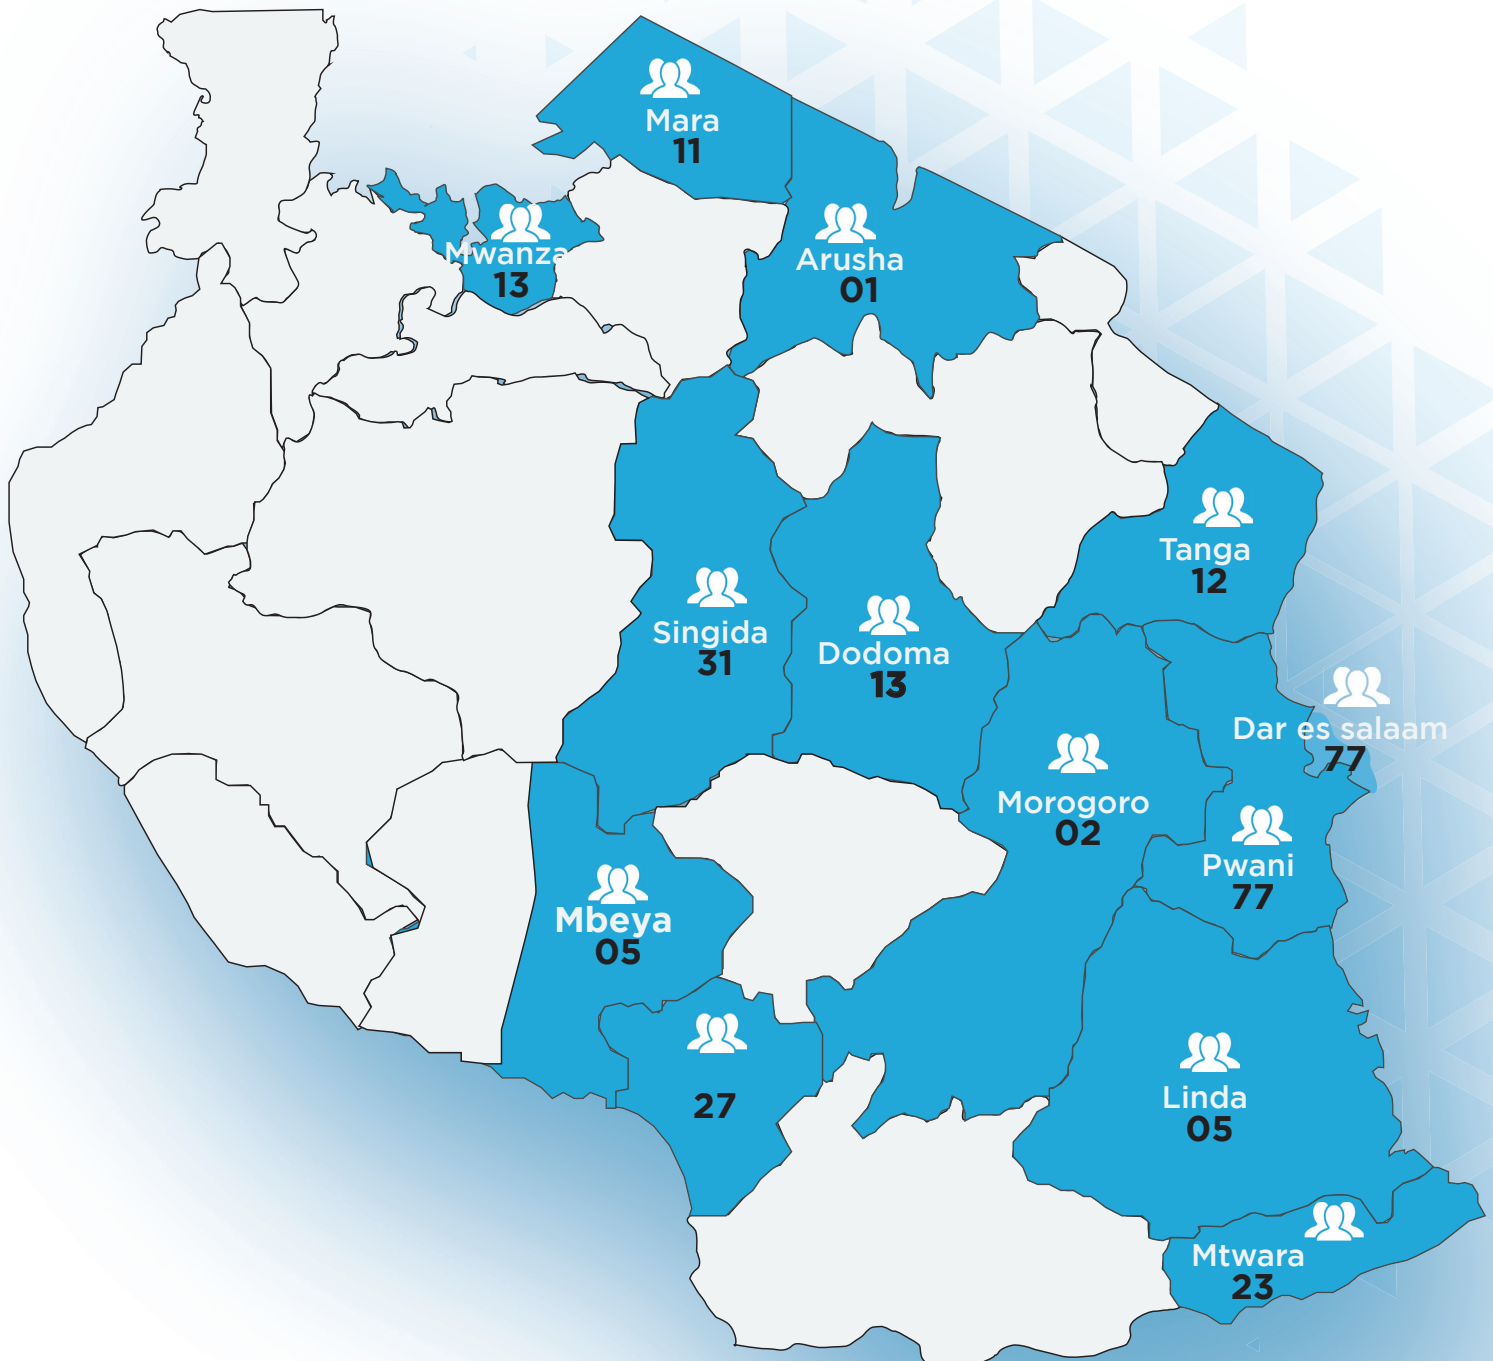 Mara
11
Mwanza
13
Arusha
01
Tanga
12
Singida
31
Dodoma
13
Dar es salaam
77
Morogoro
02
Pwani
77
Mbeya
05
27
Linda
05
Mtwara
23